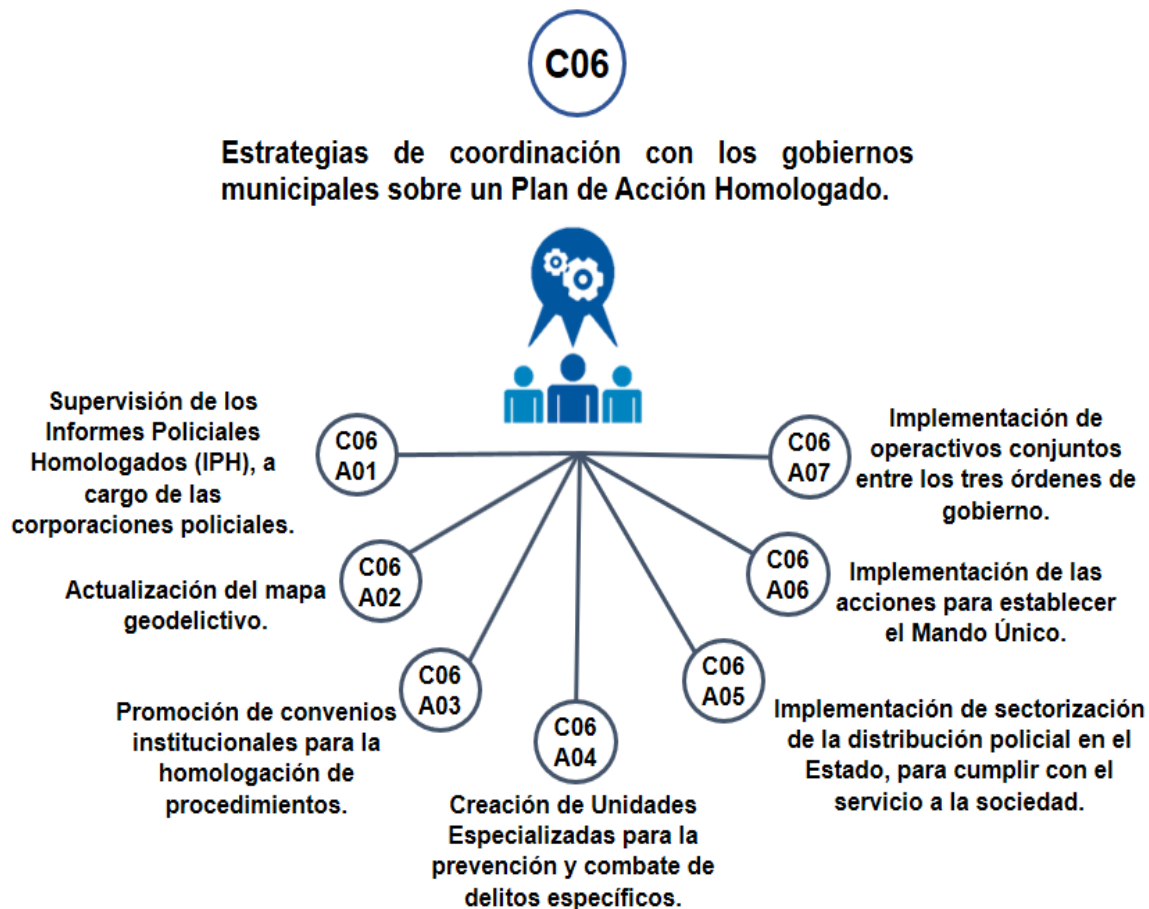 C06
Estrategias de coordinación con los gobiernos
municipales sobre un Plan de Acción Homologado.
Supervisión de los
Informes Policiales
Homologados (IPH), a
cargo de las
corporaciones policiales.
C06
A01
Actualización del mapa
geodelictivo.
C06
A02
Promoción de convenios
institucionales para la
homologación de
procedimientos.
C06
A03
C06
A04
Creación de Unidades
Especializadas para la
prevención y combate de
delitos específicos.
C06
A05
Implementación de sectorización
de la distribución policial en el
Estado, para cumplir con el
servicio a la sociedad.
C06
A06
Implementación de las
acciones para establecer
el Mando Único.
C06
A07
Implementación de
operactivos conjuntos
entre los tres órdenes de
gobierno.